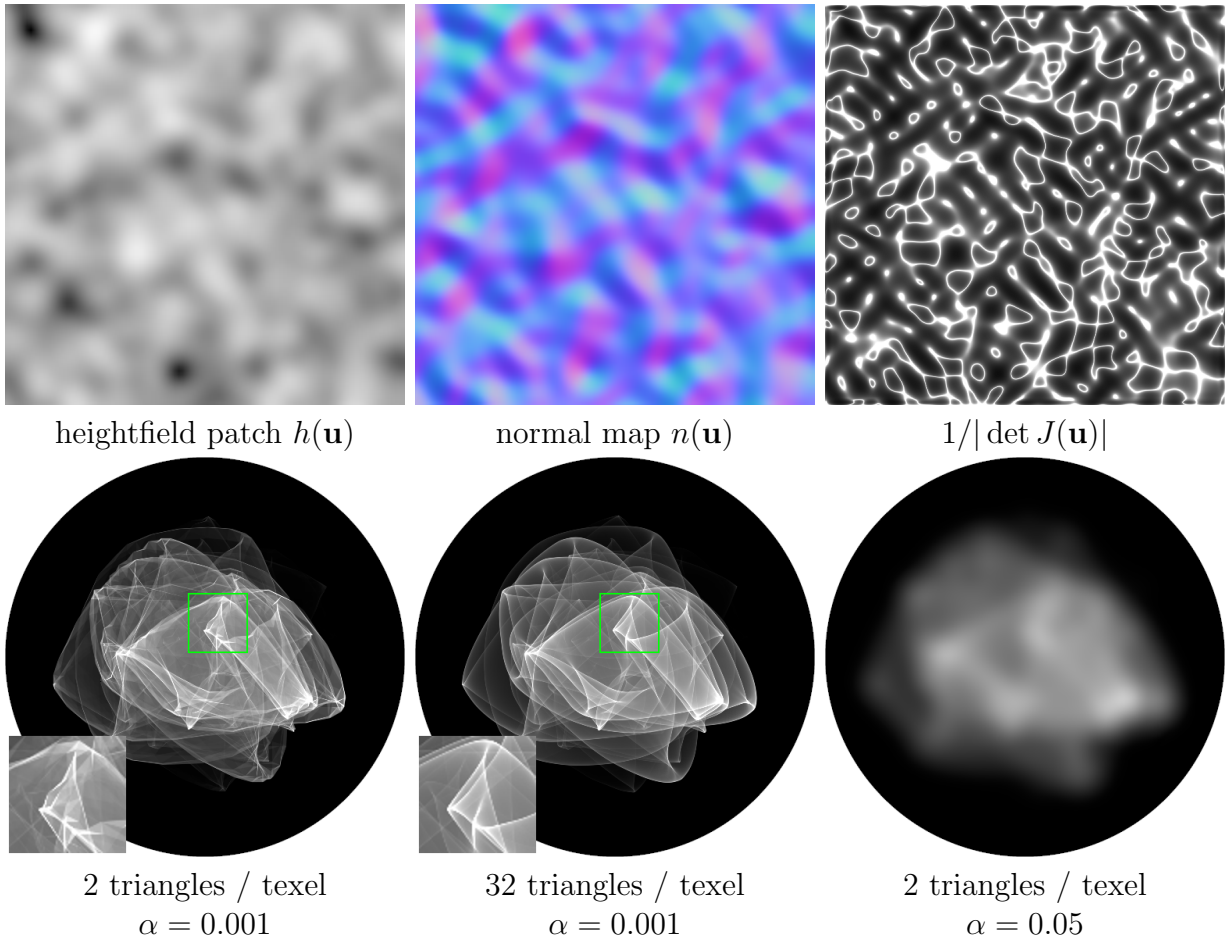 heightfield patch h(u)
normal map n(u)
1/| det J(u)|
2 triangles / texel
α = 0.001
32 triangles / texel
α = 0.001
2 triangles / texel
α = 0.05